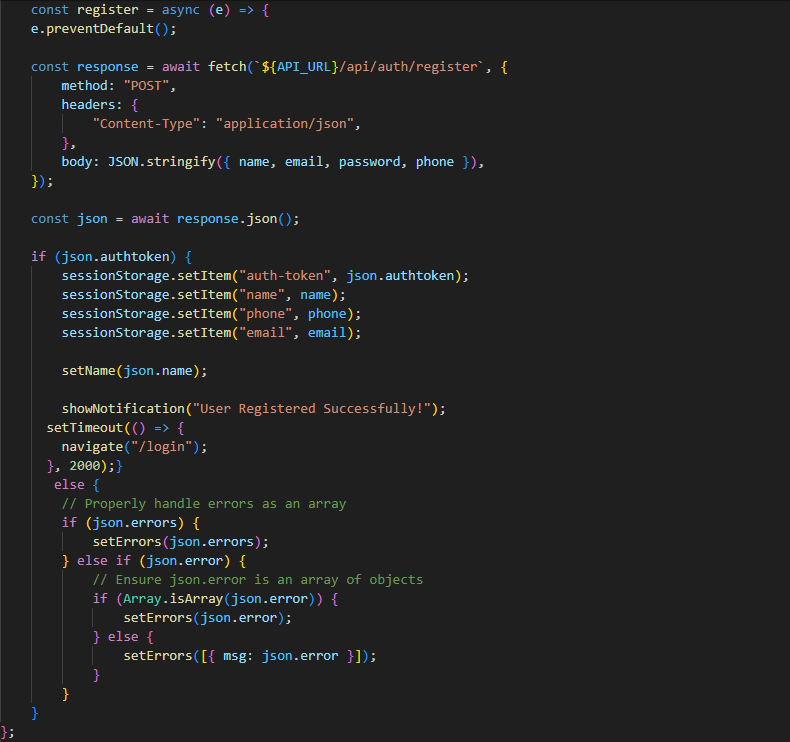 const register = async (e) => {
e.preventDefault();
const response = await fetch(`${API_URL}/api/auth/register`, {
method: "POST",
headers: {
"Content-Type": "application/json",
},
body: JSON.stringify({ name, email, password, phone }),
});
const json = await response.json();
if (json.authtoken) {
sessionStorage.setItem("auth-token", json.authtoken);
sessionStorage.setItem("name", name);
sessionStorage.setItem("phone", phone);
sessionStorage.setItem("email", email);
setName(json.name);
showNotification("User Registered Successfully!");
setTimeout(() => {
navigate("/login");
}, 2000);}
else {
// Properly handle errors as an array
if (json.errors) {
setErrors(json.errors);
} else if (json.error) {
// Ensure json.error is an array of objects
if (Array.isArray(json.error)) {
setErrors(json.error);
} else {
setErrors([{ msg: json.error }]);
}
}
}
};